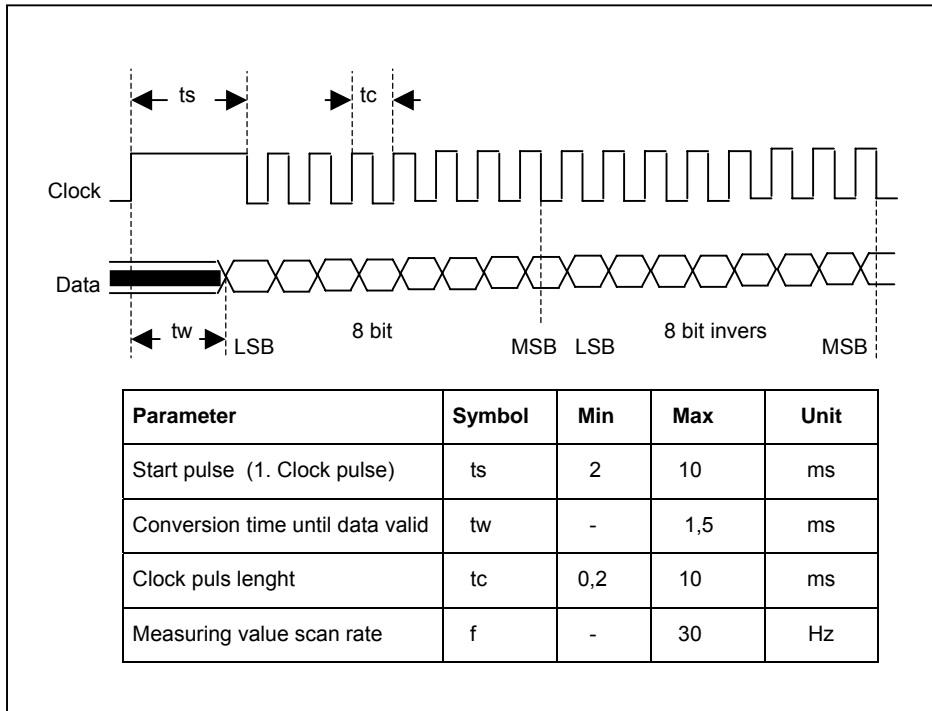 ts tc
Clock
Data
tw LSB 8 bit MSB LSB 8 bit invers MSB
Parameter Symbol Min Max Unit
Start pulse (1. Clock pulse) ts 2 10 ms
Conversion time until data valid tw - 1,5 ms
Clock puls lenght tc 0,2 10 ms
Measuring value scan rate f - 30 Hz